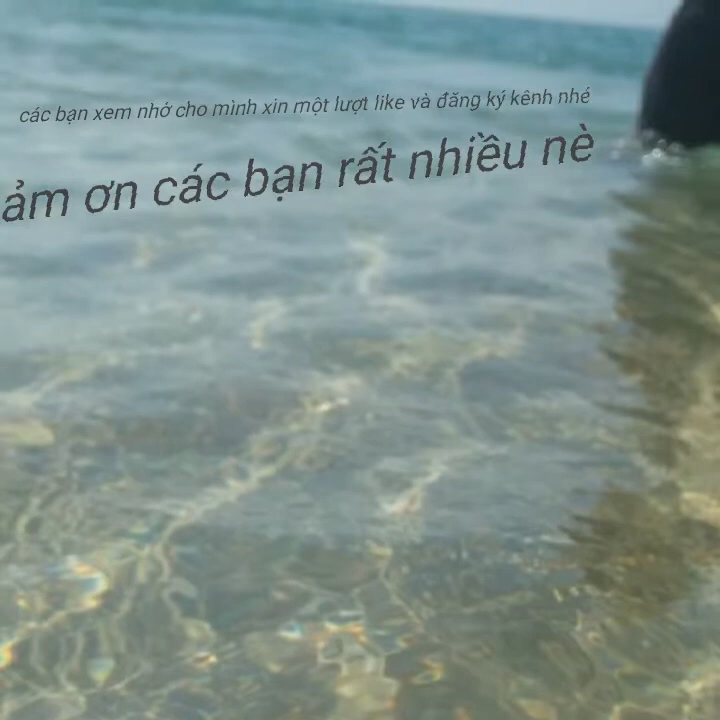 các bạn xem nhớ cho mình xin một lượt like và đăng ký kênh nhé
ảm ơn các bạn rất nhiều nè